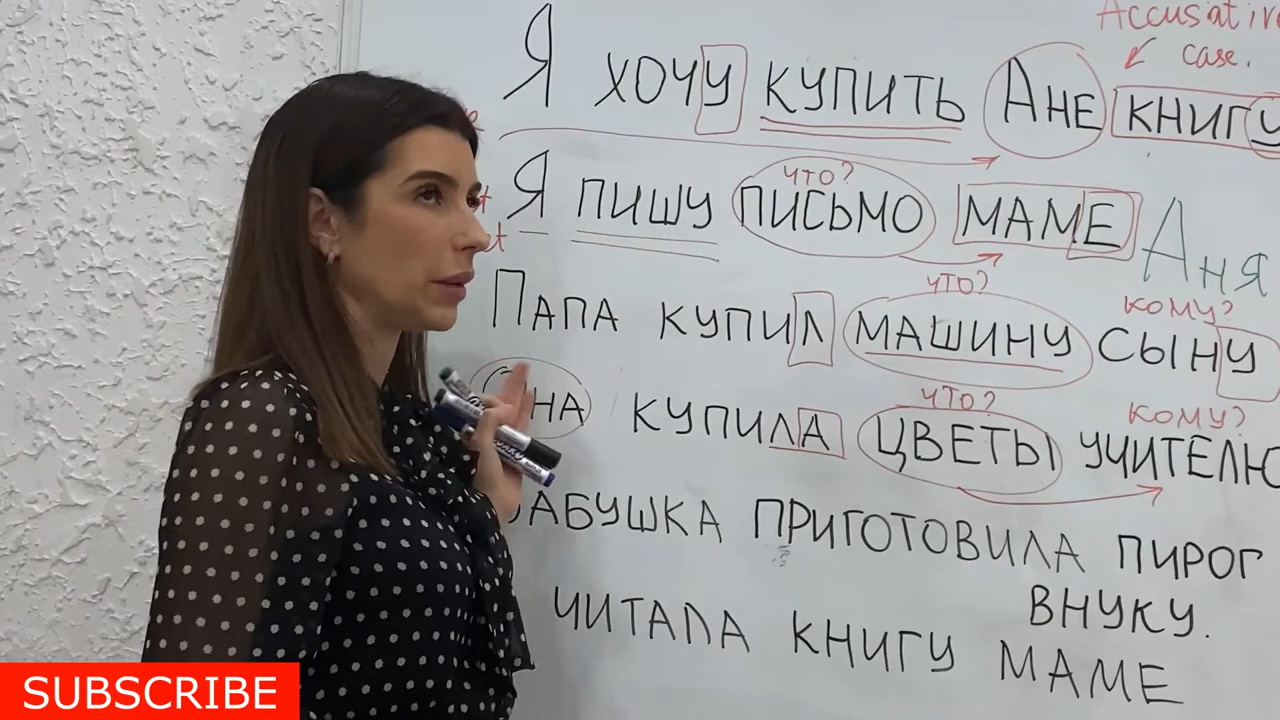 Accusative
case.
Я ХОЧУ КУПИТЬ АНЕ КНИГУ
ЧТО?
Я ПИШУ ПИСЬМО МАМЕ
АНЯ
ЧТО? КОМУ?
ПАПА КУПИЛ МАШИНУ СЫНУ
ЧТО? КОМУ?
КУПИЛА ЦВЕТЫ УЧИТЕЛЮ
БАБУШКА ПРИГОТОВИЛА ПИРОГ
ВНУКУ.
ЧИТАЛА КНИГУ МАМЕ
SUBSCRIBE